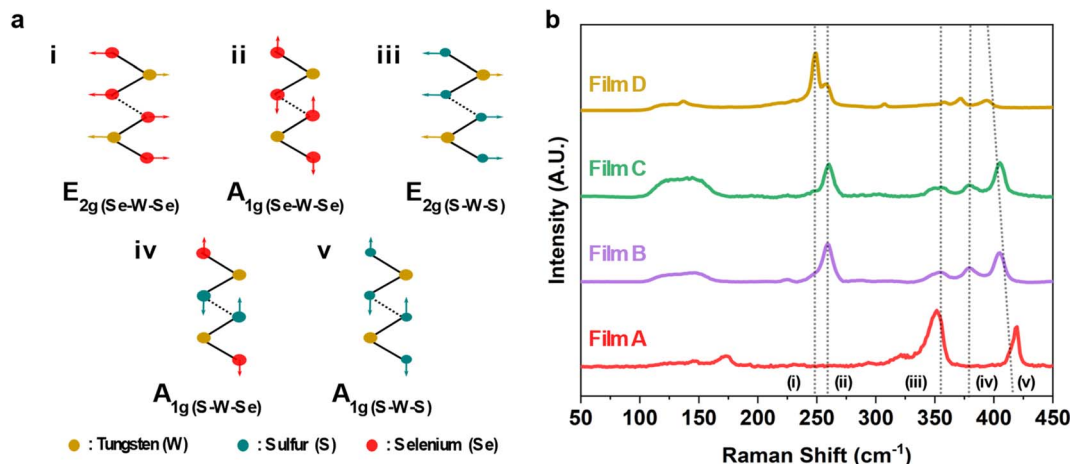 a
i
ii
iii
E2g (Se-W-Se)
A1g (Se-W-Se)
E2g (S-W-S)
iv
v
A1g (S-W-Se)
A1g (S-W-S)
: Tungsten (W)
: Sulfur (S)
: Selenium (Se)
b
Intensity (A.U.)
Film D
Film C
Film B
Film A
(i)
(ii)
(iii)
(iv)
(v)
50 100 150 200 250 300 350 400 450
Raman Shift (cm-1)